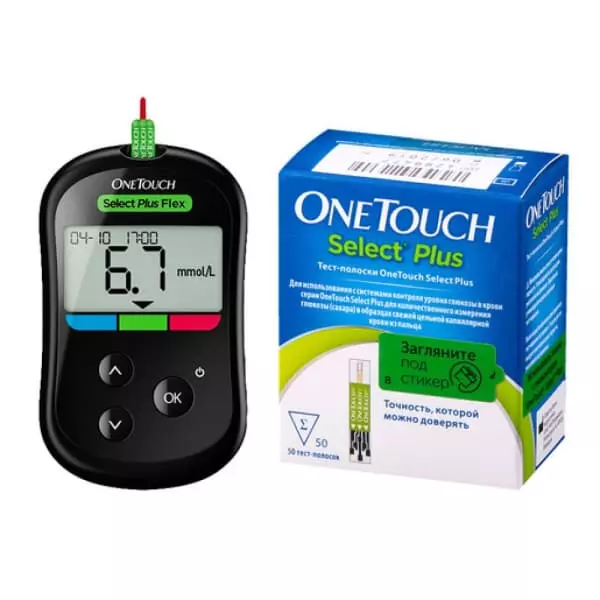 ONETOUCH
ONETOUCH
Select Plus Flex
04-10 17:00
6.7 mmol/L
OK
ONETOUCH
Select® Plus
Тест-полоски OneTouch Select Plus
Для использования с системами контроля уровня глюкозы в крови
серии OneTouch Select Plus для количественного измерения
глюкозы (сахара) в образцах свежей цельной капиллярной
крови из пальца
Загляните
под
стикер
в
Точность, которой
можно доверять
Σ
50
50 тест-полосок